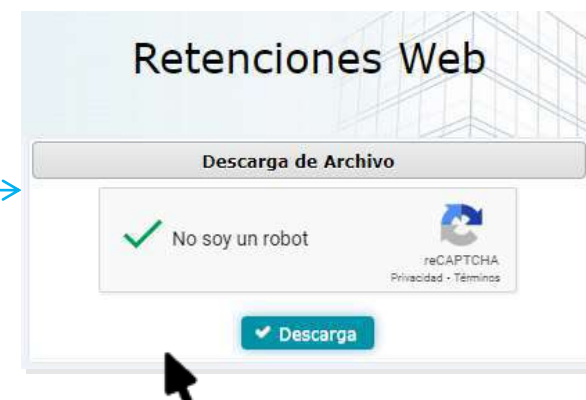 Retenciones Web
Descarga de Archivo
No soy un robot
reCAPTCHA
Privacidad - Términos
Descarga